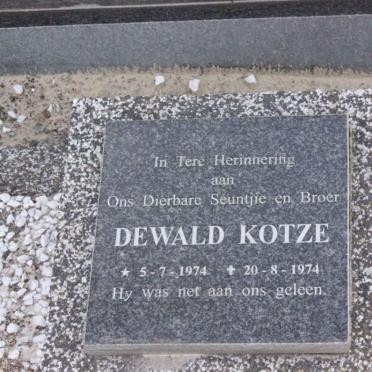 In Tere Herinnering
aan
Ons Dierbare Seuntjie en Broer
DEWALD KOTZE
★ 5-7-1974 ✝ 20-8-1974
Hy was net aan ons geleen.